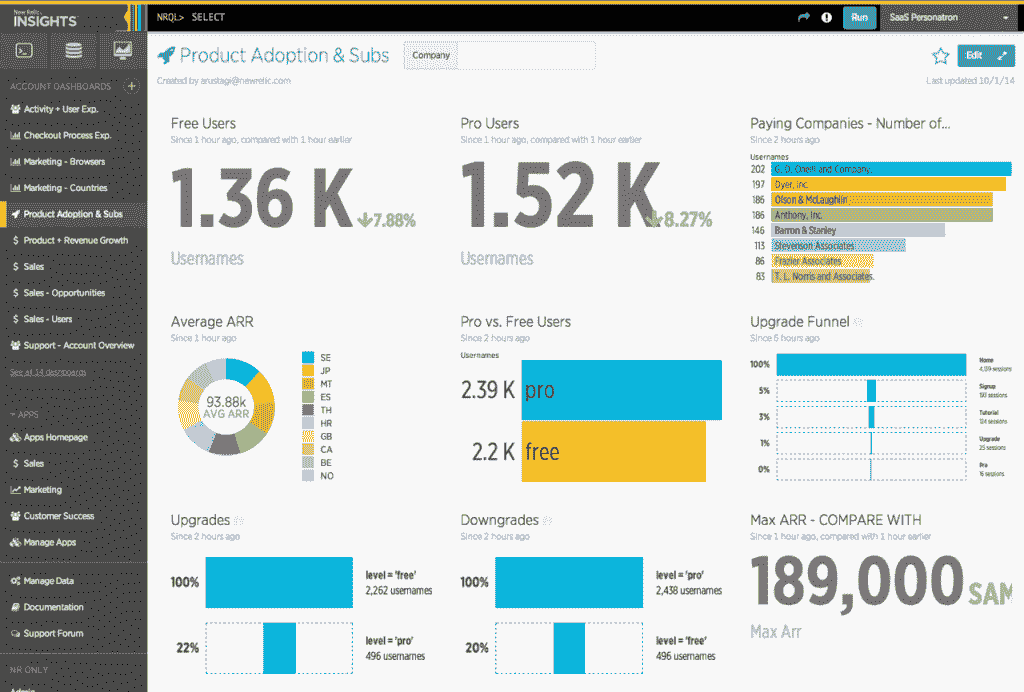 New Relic
INSIGHTS
NRQL> SELECT
Run
SaaS Personatron
ACCOUNT DASHBOARDS
Activity + User Exp.
Checkout Process Exp.
Marketing - Browsers
Marketing - Countries
Product Adoption & Subs
Product + Revenue Growth
$ Sales
$ Sales - Opportunities
$ Sales - Users
Support - Account Overview
See all 14 dashboards
APPS
Apps Homepage
$ Sales
Marketing
Customer Success
Manage Apps
Manage Data
Documentation
Support Forum
NR ONLY
Admin
Product Adoption & Subs
Company
Edit
Created by arustagi@newrelic.com
Last updated 10/1/14
Free Users
Since 1 hour ago, compared with 1 hour earlier
1.36 K
7.88%
Usernames
Pro Users
Since 1 hour ago, compared with 1 hour earlier
1.52 K
8.27%
Usernames
Paying Companies - Number of...
Since 2 hours ago
Usernames
202 G. D. Oneill and Company.
197 Dyer, Inc.
186 Olson & McLaughlin
186 Anthony, Inc.
146 Barron & Stanley
113 Stevenson Associates
86 Frazier Associates
83 T. L. Norris and Associates.
Average ARR
Since 1 hour ago
93.88k
AVG ARR
SE
JP
MT
ES
TH
HR
GB
CA
BE
NO
Pro vs. Free Users
Since 2 hours ago
Usernames
2.39 K pro
2.2 K free
Upgrade Funnel
Since 6 hours ago
100%
Home
5%
Signup
3%
Tutorial
1%
Upgrade
25 sessions
0%
Pro
16 sessions
Upgrades
Since 2 hours ago
100%
level = 'free'
2,262 usernames
22%
level = 'pro'
496 usernames
Downgrades
Since 2 hours ago
100%
level = 'pro'
2,438 usernames
20%
level = 'free'
496 usernames
Max ARR - COMPARE WITH
Since 1 hour ago, compared with 1 hour earlier
189,000
SAM
Max Arr